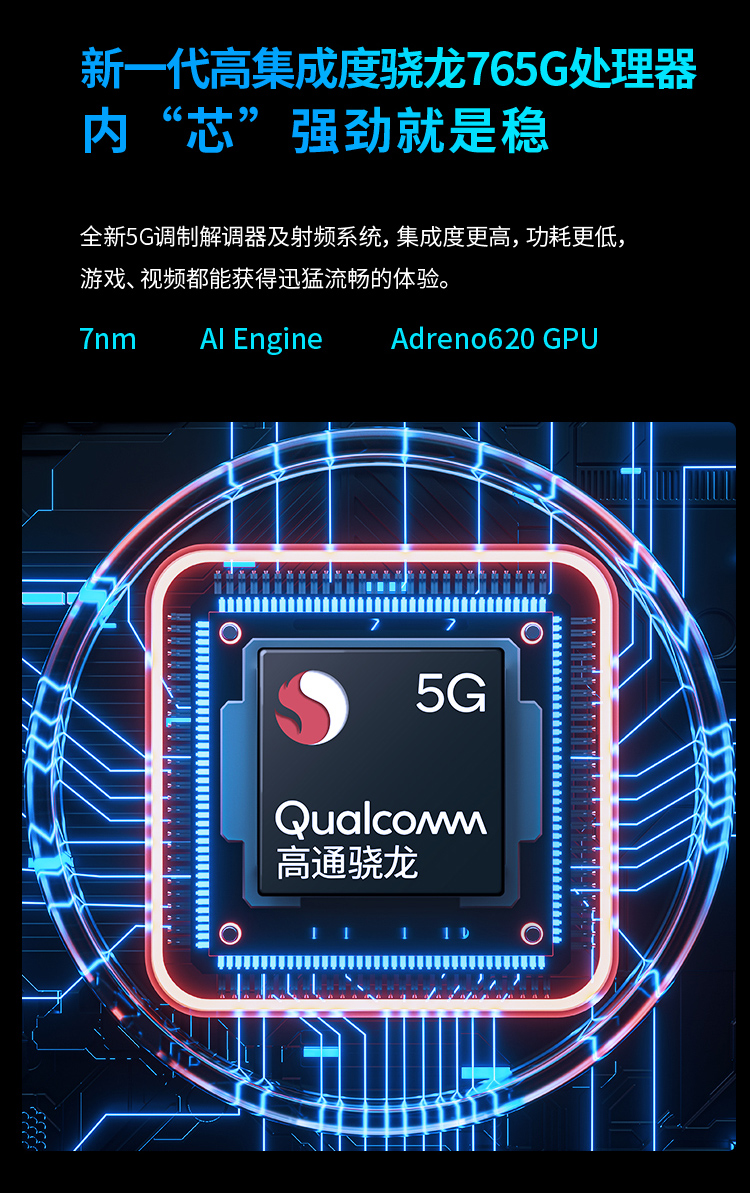 新一代高集成度骁龙765G处理器
内“芯”强劲就是稳
全新5G调制解调器及射频系统，集成度更高，功耗更低，
游戏、视频都能获得迅猛流畅的体验。
7nm AI Engine Adreno620 GPU
5G
Qualcomm
高通骁龙